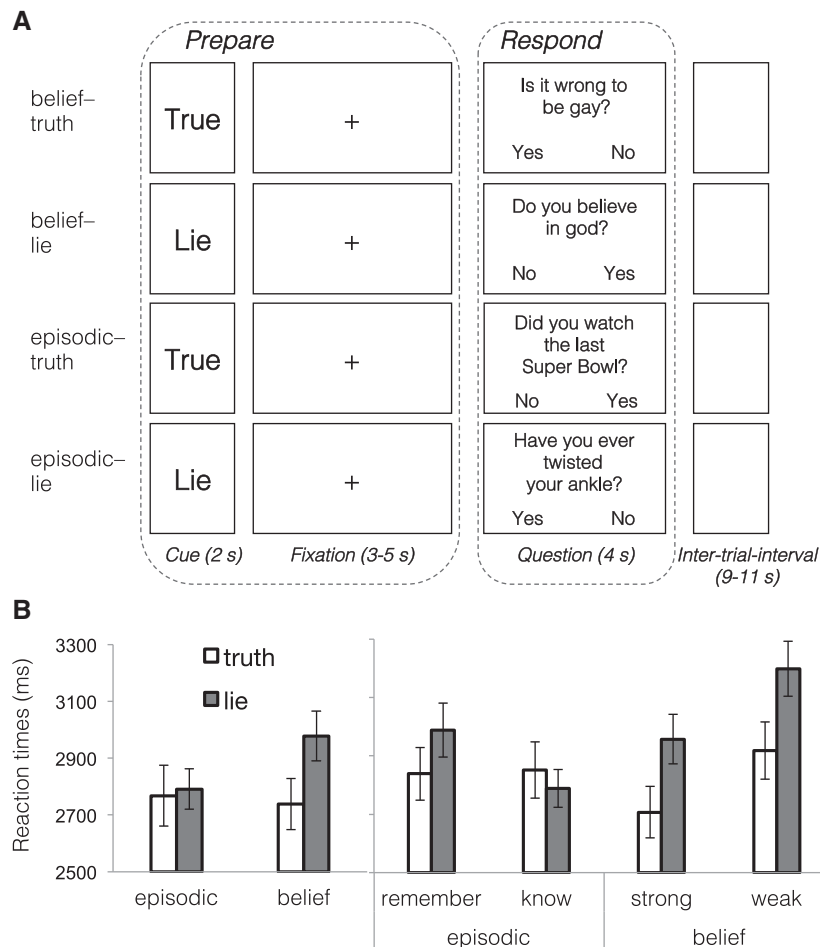 A
Prepare
Respond
belief–
truth
True
+
Is it wrong to
be gay?
Yes No
belief–
lie
Lie
+
Do you believe
in god?
No Yes
episodic–
truth
True
+
Did you watch
the last
Super Bowl?
No Yes
episodic–
lie
Lie
+
Have you ever
twisted
your ankle?
Yes No
Cue (2 s)
Fixation (3-5 s)
Question (4 s)
Inter-trial-interval
(9-11 s)
B
Reaction times (ms)
3300
3100
2900
2700
2500
truth
lie
episodic belief
remember know strong weak
episodic belief